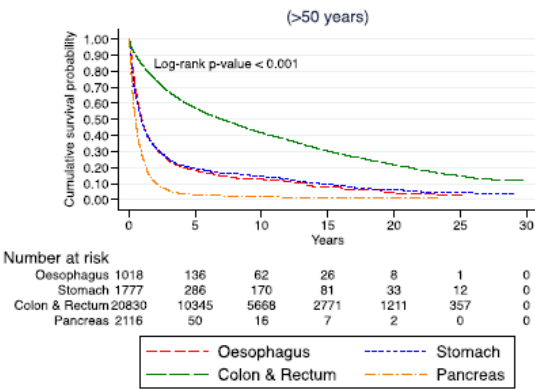 (>50 years)
Cumulative survival probability
1.00
0.90
0.80
0.70
0.60
0.50
0.40
0.30
0.20
0.10
0.00
Log-rank p-value < 0.001
0 5 10 15 20 25 30
Years
Number at risk
Oesophagus 1018 136 62 26 8 1 0
Stomach 1777 286 170 81 33 12 0
Colon & Rectum 20830 10345 5668 2771 1211 357 0
Pancreas 2116 50 16 7 2 0 0
Oesophagus Stomach
Colon & Rectum Pancreas